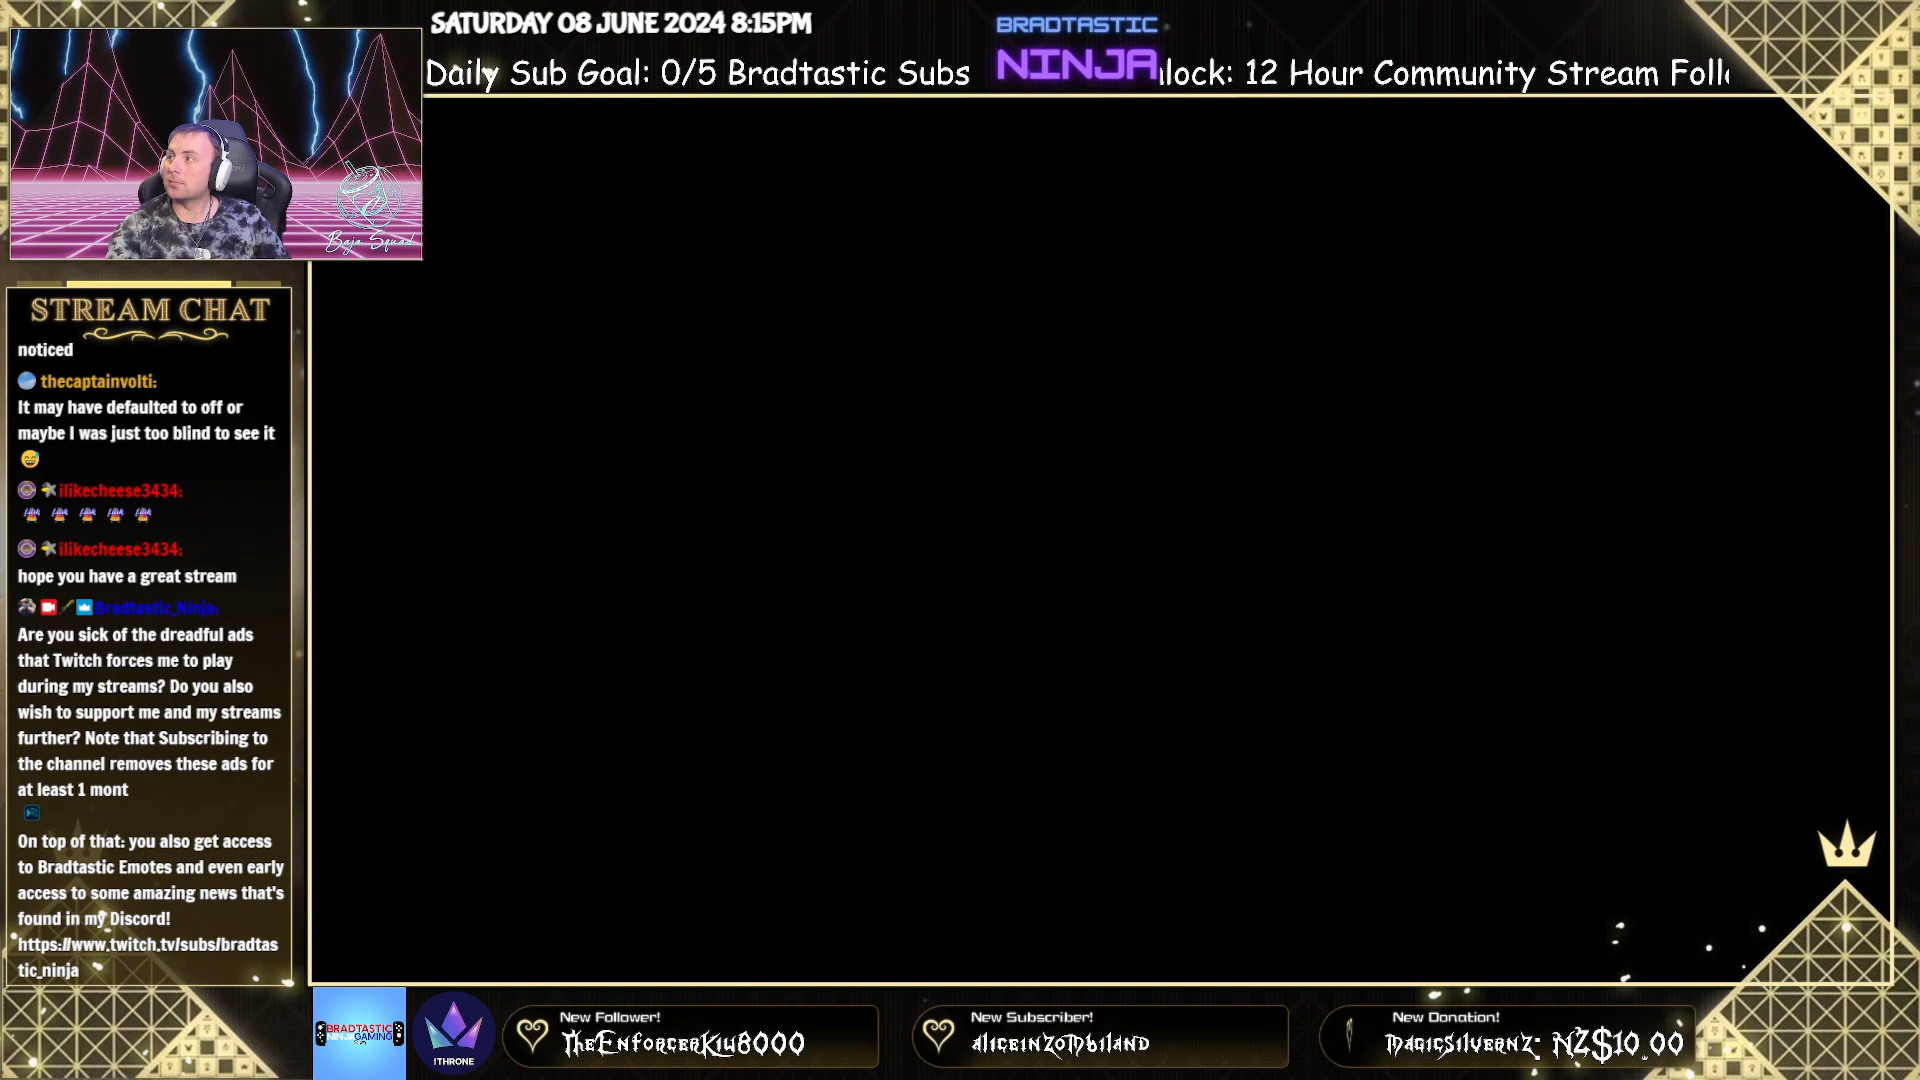 SATURDAY 08 JUNE 2024 8:15PM
BRADTASTIC
NINJA
Daily Sub Goal: 0/5 Bradtastic Subs
lock: 12 Hour Community Stream Foll
Baja Squad
STREAM CHAT
noticed
thecaptainvolti:
It may have defaulted to off or
maybe I was just too blind to see it
ilikecheese3434:
ilikecheese3434:
hope you have a great stream
Bradtastic_Ninja:
Are you sick of the dreadful ads
that Twitch forces me to play
during my streams? Do you also
wish to support me and my streams
further? Note that Subscribing to
the channel removes these ads for
at least 1 mont
On top of that: you also get access
to Bradtastic Emotes and even early
access to some amazing news that's
found in my Discord!
https://www.twitch.tv/subs/bradtas
tic_ninja
BRADTASTIC
NINJAGAMING
!THRONE
New Follower!
TheEnforcerKiw8000
New Subscriber!
aliceinzombiland
New Donation!
MagicSilverNZ: NZ$10.00